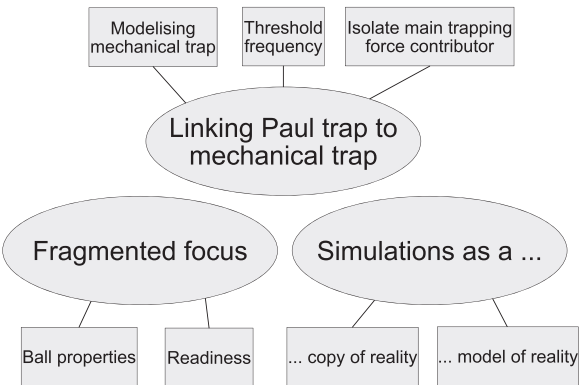 Modelising
mechanical trap
Threshold
frequency
Isolate main trapping
force contributor
Linking Paul trap to
mechanical trap
Fragmented focus
Simulations as a ...
Ball properties
Readiness
... copy of reality
... model of reality